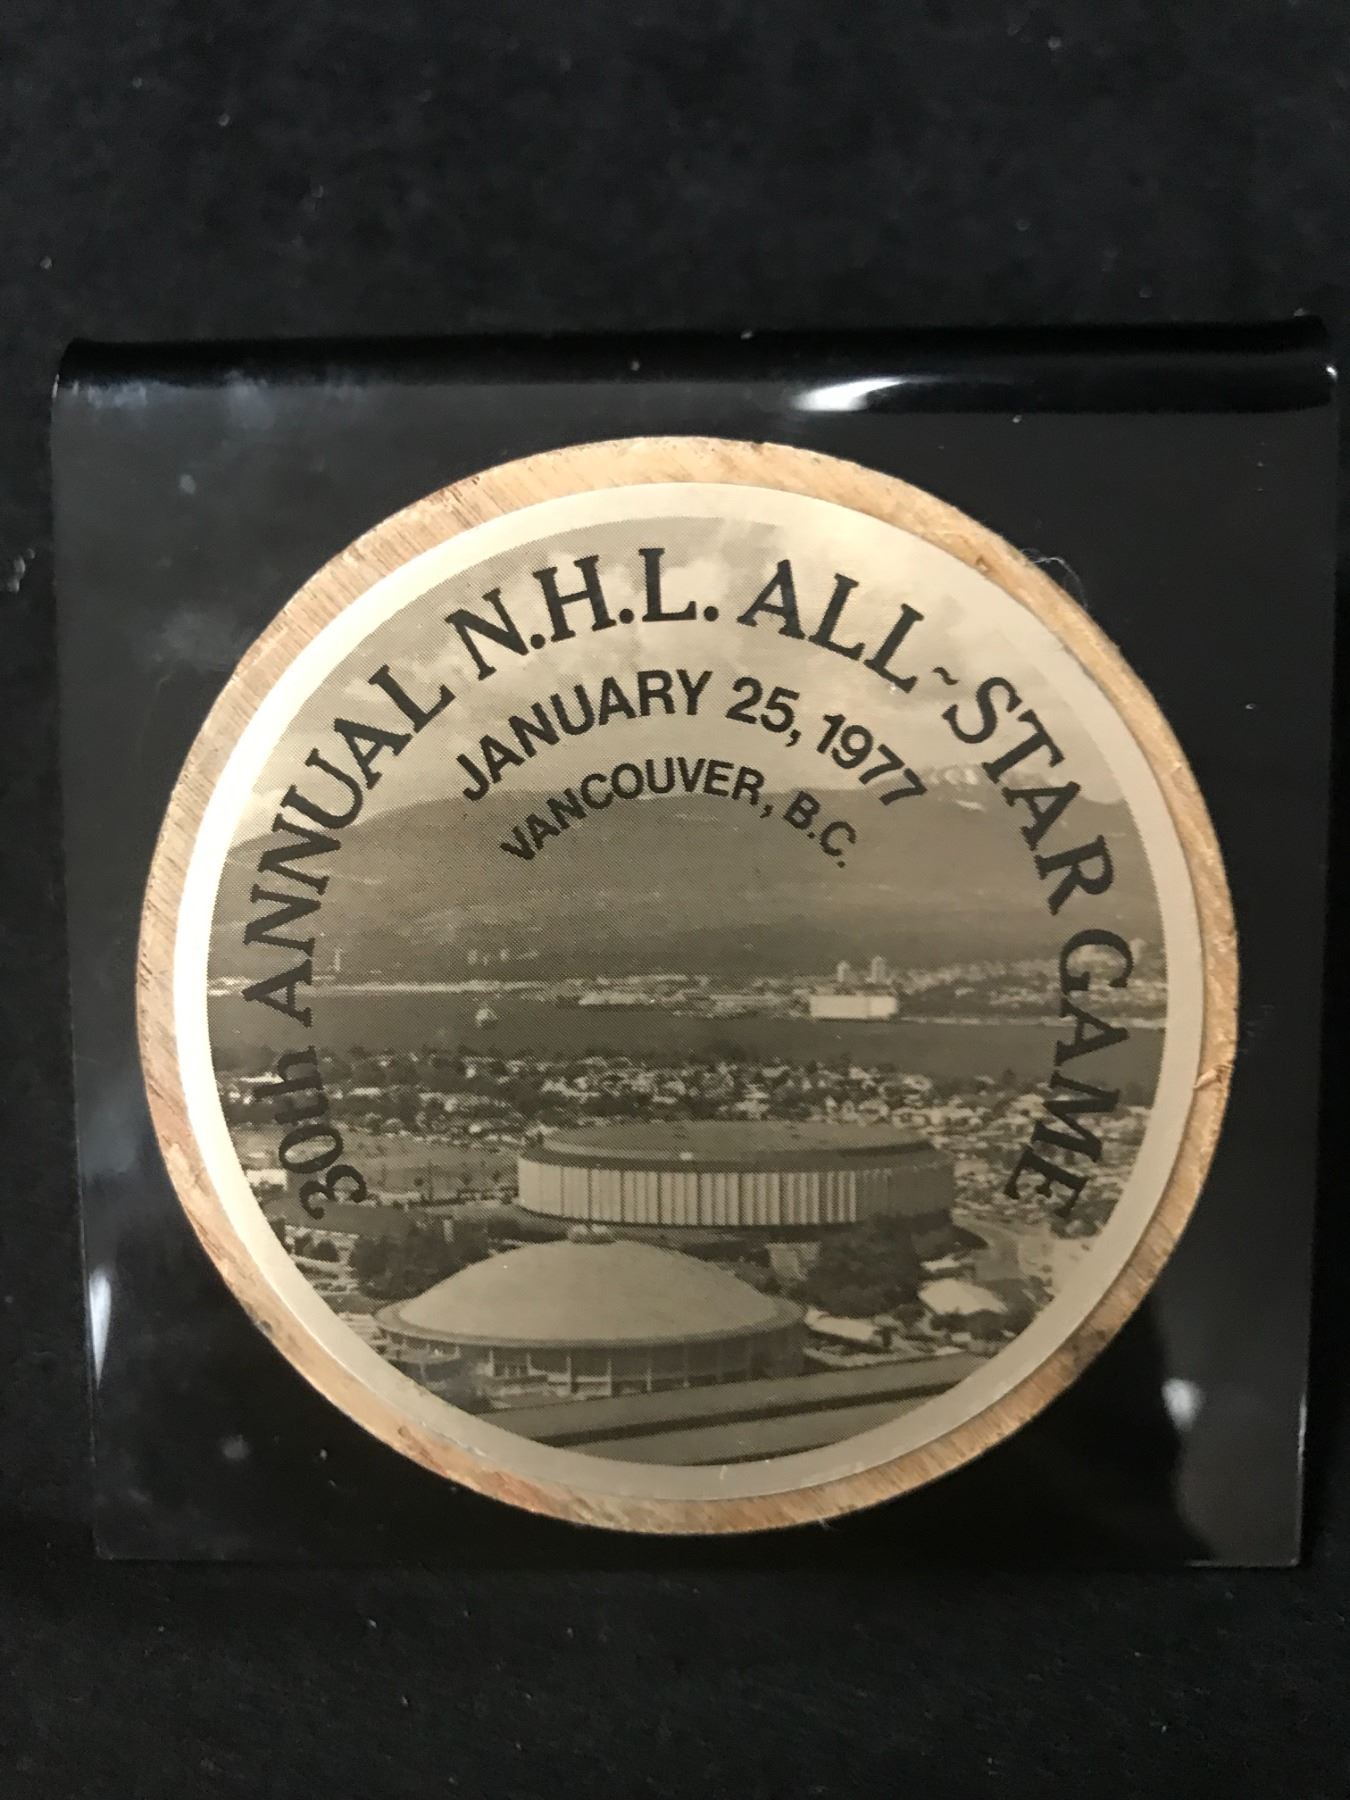 30th ANNUAL N.H.L. ALL~STAR GAME
JANUARY 25, 1977
VANCOUVER, B.C.